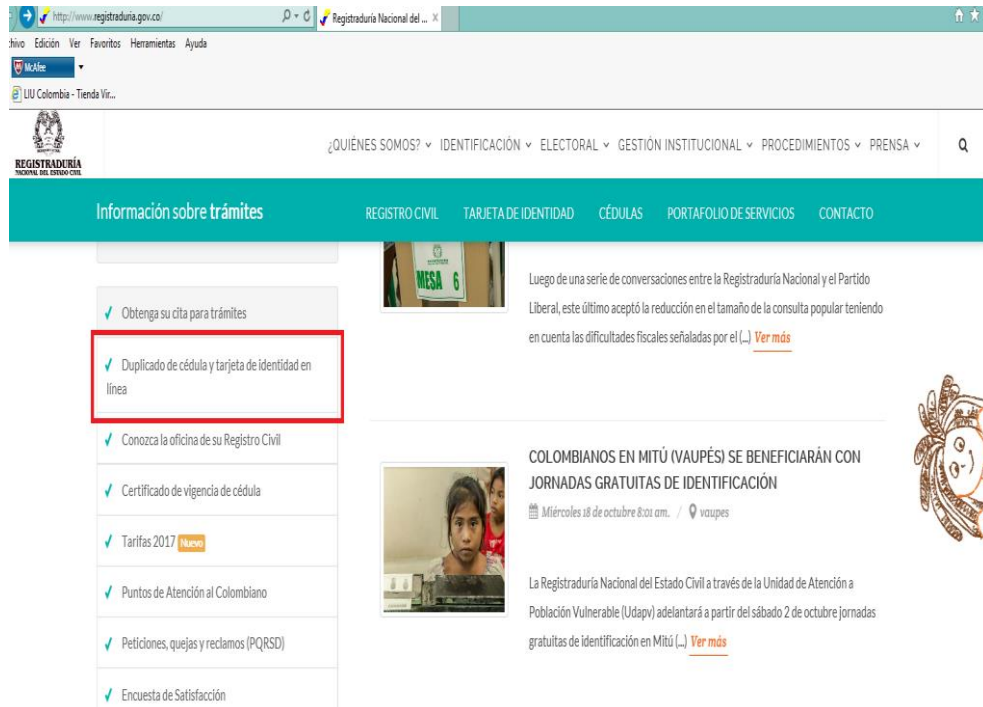 http://www.registraduria.gov.co/
Registraduría Nacional del ...
Edición Ver Favoritos Herramientas Ayuda
McAfee
LIU Colombia - Tienda Vir...
REGISTRADURÍA
NACIONAL DEL ESTADO CIVIL
¿QUIÉNES SOMOS? IDENTIFICACIÓN ELECTORAL GESTIÓN INSTITUCIONAL PROCEDIMIENTOS PRENSA
Información sobre trámites
REGISTRO CIVIL TARJETA DE IDENTIDAD CÉDULAS PORTAFOLIO DE SERVICIOS CONTACTO
Obtenga su cita para trámites
Duplicado de cédula y tarjeta de identidad en
línea
Conozca la oficina de su Registro Civil
Certificado de vigencia de cédula
Tarifas 2017 Nuevo
Puntos de Atención al Colombiano
Peticiones, quejas y reclamos (PQRSD)
Encuesta de Satisfacción
MESA 6
Luego de una serie de conversaciones entre la Registraduría Nacional y el Partido
Liberal, este último aceptó la reducción en el tamaño de la consulta popular teniendo
en cuenta las dificultades fiscales señaladas por el (...) Ver más
COLOMBIANOS EN MITÚ (VAUPÉS) SE BENEFICIARÁN CON
JORNADAS GRATUITAS DE IDENTIFICACIÓN
Miércoles 18 de octubre 8:01 am. / vaupes
La Registraduría Nacional del Estado Civil a través de la Unidad de Atención a
Población Vulnerable (Udapv) adelantará a partir del sábado 2 de octubre jornadas
gratuitas de identificación en Mitú (...) Ver más